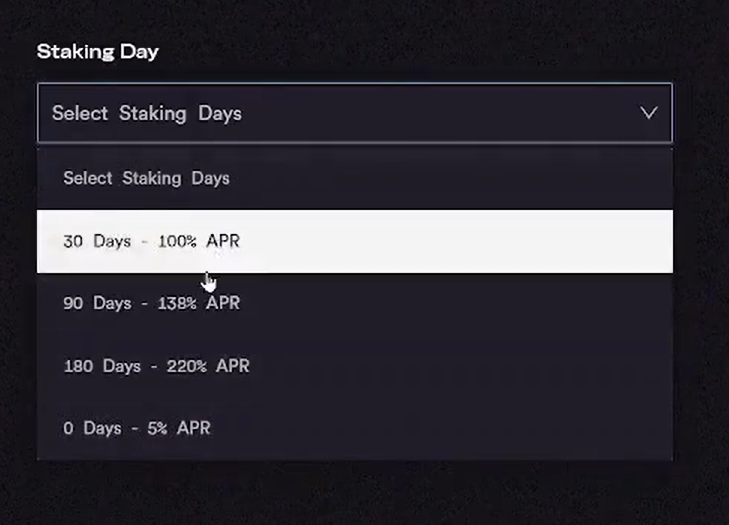 Staking Day
Select Staking Days
Select Staking Days
30 Days - 100% APR
90 Days - 138% APR
180 Days - 220% APR
0 Days - 5% APR